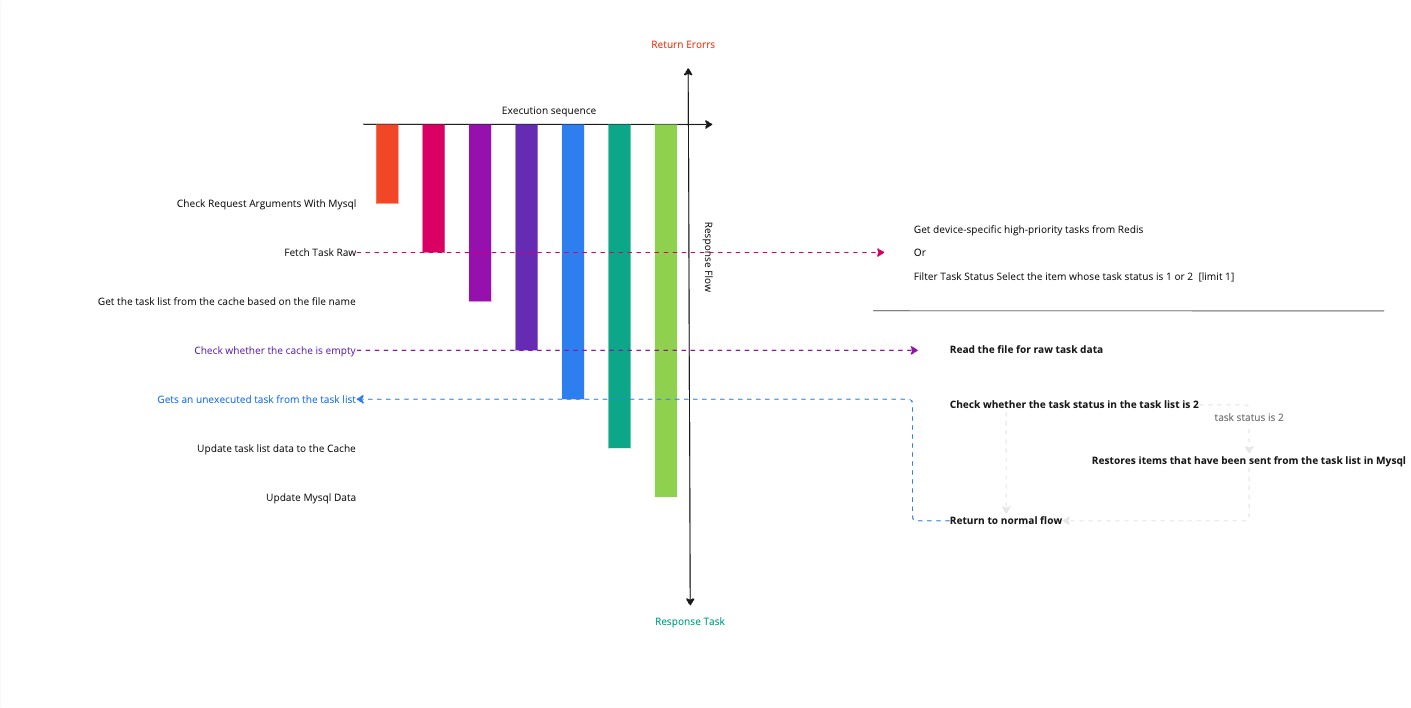 Return Erorrs
Execution sequence
Check Request Arguments With Mysql
Response Flow
Get device-specific high-priority tasks from Redis
Fetch Task Raw
Or
Filter Task Status Select the item whose task status is 1 or 2 [limit 1]
Get the task list from the cache based on the file name
Check whether the cache is empty
Read the file for raw task data
Gets an unexecuted task from the task list
Check whether the task status in the task list is 2
task status is 2
Update task list data to the Cache
Restores items that have been sent from the task list in Mysql
Update Mysql Data
Return to normal flow
Response Task